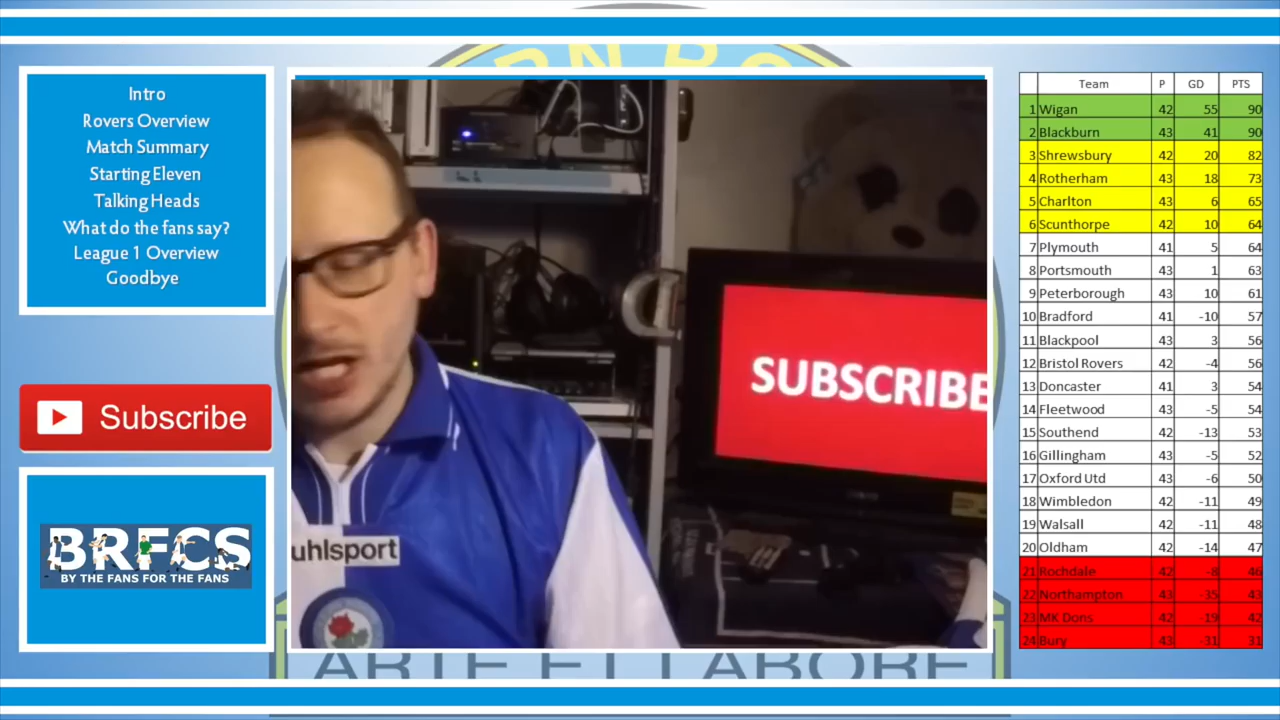 Intro
Rovers Overview
Match Summary
Starting Eleven
Talking Heads
What do the fans say?
League 1 Overview
Goodbye
Subscribe
BRFCS
BY THE FANS FOR THE FANS
RN RO
SUBSCRIBE
uhlsport
ARTE ET LABORE
Team P GD PTS
1 Wigan 42 55 90
2 Blackburn 43 41 90
3 Shrewsbury 42 20 82
4 Rotherham 43 18 73
5 Charlton 43 6 65
6 Scunthorpe 42 10 64
7 Plymouth 41 5 64
8 Portsmouth 43 1 63
9 Peterborough 43 10 61
10 Bradford 41 -10 57
11 Blackpool 43 3 56
12 Bristol Rovers 42 -4 56
13 Doncaster 41 3 54
14 Fleetwood 43 -5 54
15 Southend 42 -13 53
16 Gillingham 43 -5 52
17 Oxford Utd 43 -6 50
18 Wimbledon 42 -11 49
19 Walsall 42 -11 48
20 Oldham 42 -14 47
21 Rochdale 42 -8 46
22 Northampton 43 -35 43
23 MK Dons 42 19 42
24 Bury 43 -31 31